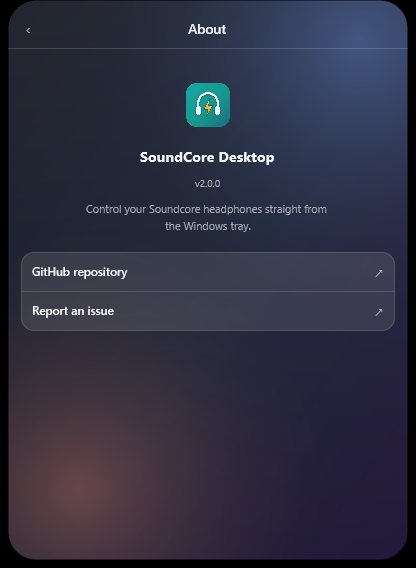 About
SoundCore Desktop
v2.0.0
Control your Soundcore headphones straight from
the Windows tray.
GitHub repository
Report an issue